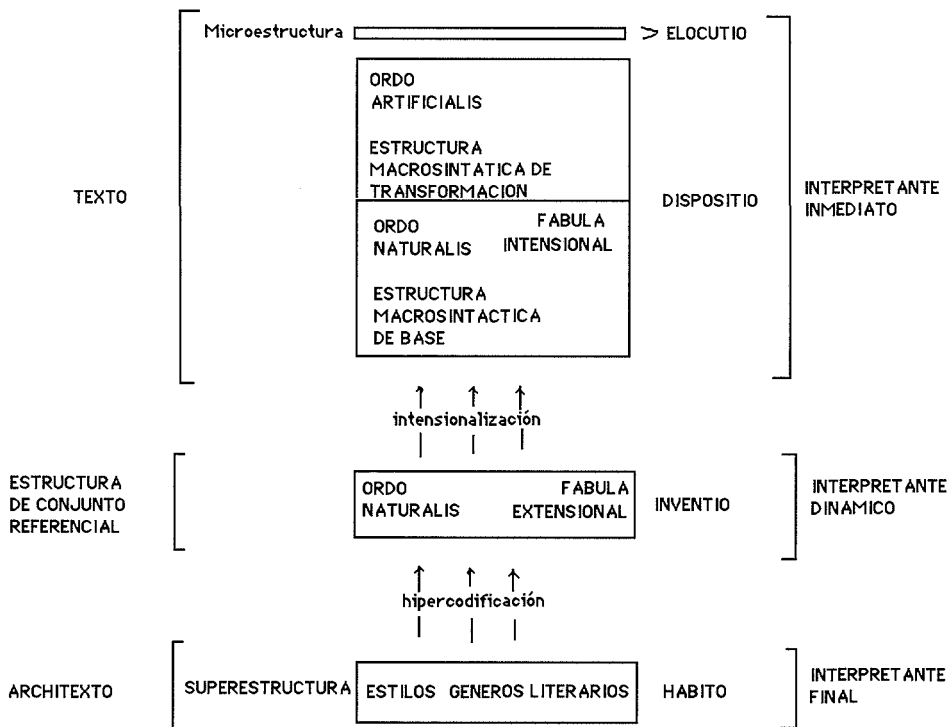 Microestructura > ELOCUTIO
ORDO
ARTIFICIALIS
ESTRUCTURA
MACROSINTATICA DE
TRANSFORMACION
TEXTO
DISPOSITIO
INTERPRETANTE
INMEDIATO
ORDO
NATURALIS
FABULA
INTENSIONAL
ESTRUCTURA
MACROSINTACTICA
DE BASE
intensionalización
ESTRUCTURA
DE CONJUNTO
REFERENCIAL
ORDO
NATURALIS
FABULA
EXTENSIONAL
INVENTIO
INTERPRETANTE
DINAMICO
hipercodificación
ARCHITEXTO
SUPERESTRUCTURA
ESTILOS GENEROS LITERARIOS
HABITO
INTERPRETANTE
FINAL